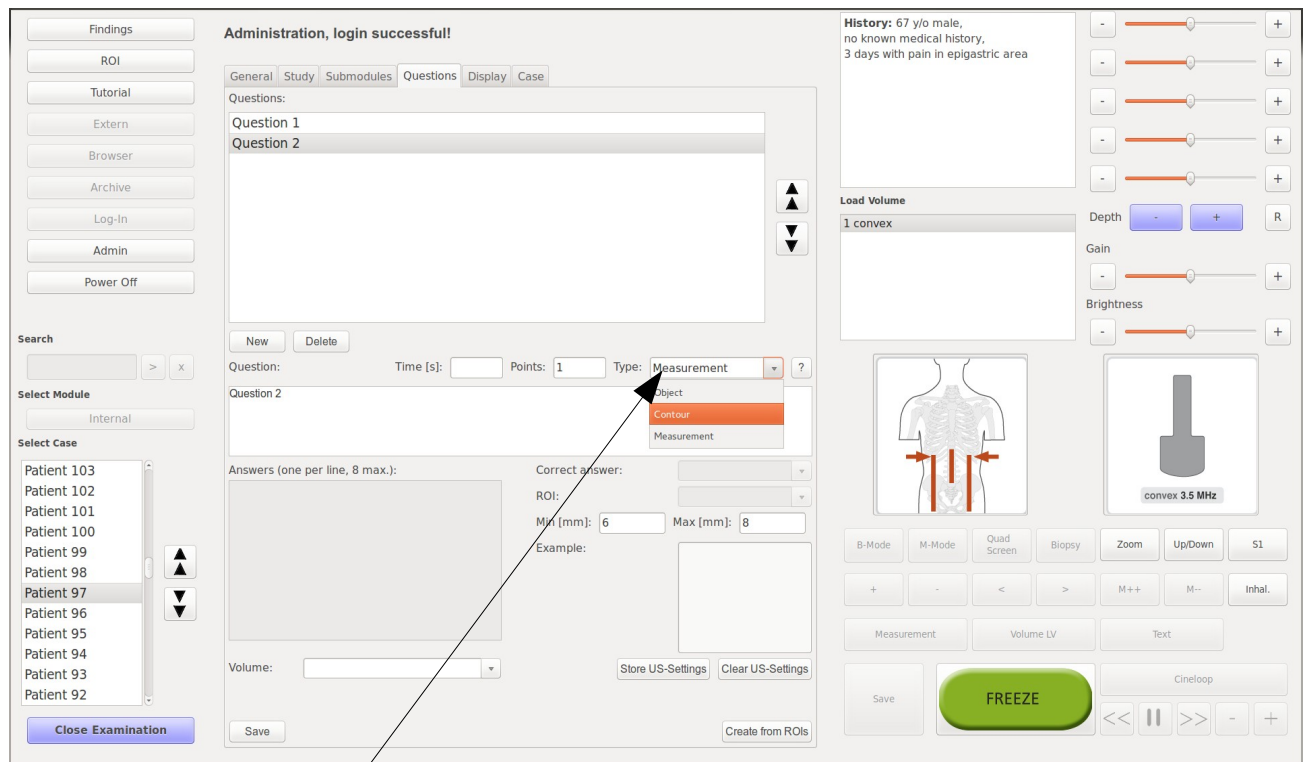 Findings
ROI
Tutorial
Extern
Browser
Archive
Log-In
Admin
Power Off
Search
> x
Select Module
Internal
Select Case
Patient 103
Patient 102
Patient 101
Patient 100
Patient 99
Patient 98
Patient 97
Patient 96
Patient 95
Patient 94
Patient 93
Patient 92
Close Examination
Administration, login successful!
General Study Submodules Questions Display Case
Questions:
Question 1
Question 2
New Delete
Question: Time [s]: Points: 1 Type: Measurement ?
Question 2
Object
Contour
Measurement
Answers (one per line, 8 max.): Correct answer:
ROI:
Min [mm]: 6 Max [mm]: 8
Example:
Volume: Store US-Settings Clear US-Settings
Save Create from ROIs
History: 67 y/o male,
no known medical history,
3 days with pain in epigastric area
Load Volume
1 convex
- +
- +
- +
- +
- +
Depth - + R
Gain
- +
Brightness
- +
convex 3.5 MHz
B-Mode M-Mode Quad Screen Biopsy Zoom Up/Down S1
+ - < > M++ M-- Inhal.
Measurement Volume LV Text
Save FREEZE Cineloop
<< || >> - +